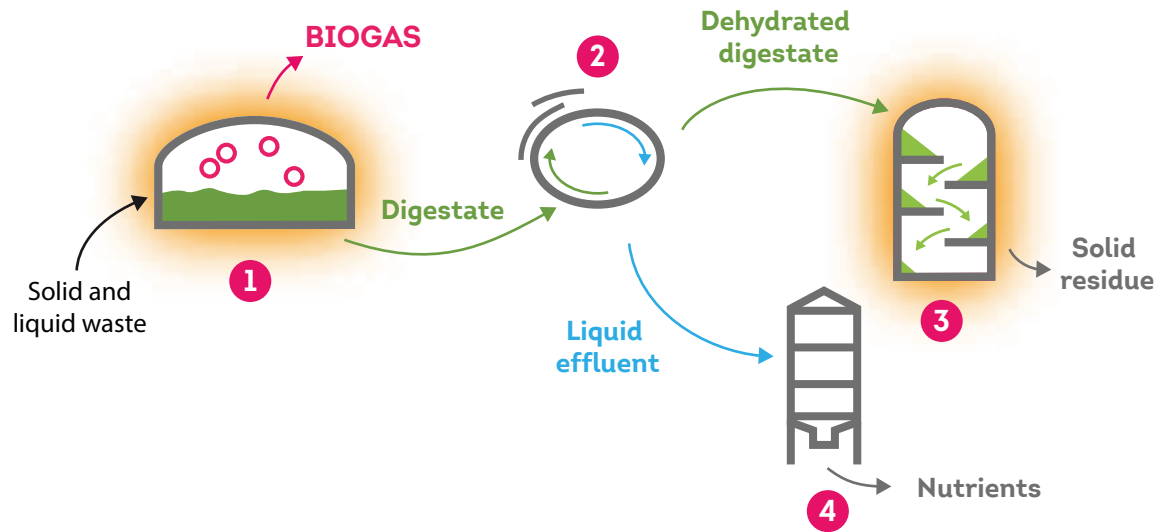 BIOGAS
2
Dehydrated
digestate
Digestate
1
Solid and
liquid waste
Liquid
effluent
Solid
residue
3
Nutrients
4